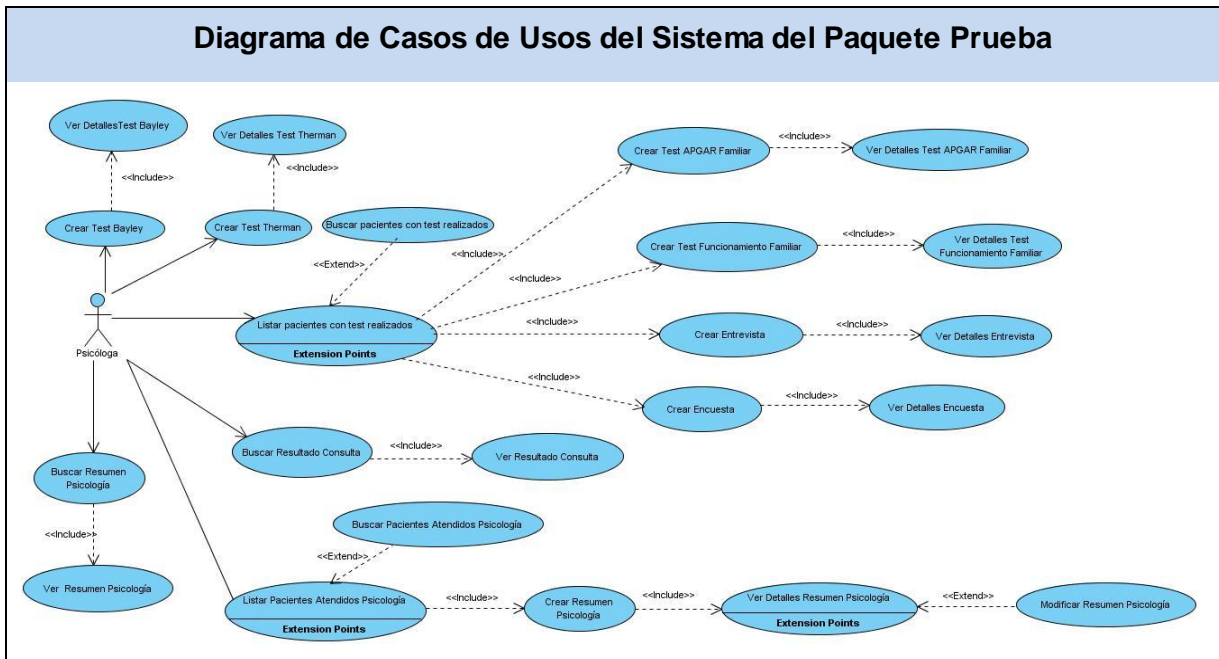 Diagrama de Casos de Usos del Sistema del Paquete Prueba
Ver DetallesTest Bayley
Ver Detalles Test Therman
<<Include>>
<<Include>>
Crear Test Bayley
Crear Test Therman
Buscar pacientes con test realizados
<<Extend>>
Listar pacientes con test realizados
Extension Points
Psicóloga
<<Include>>
Crear Test APGAR Familiar
<<Include>>
Ver Detalles Test APGAR Familiar
<<Include>>
Crear Test Funcionamiento Familiar
<<Include>>
Ver Detalles Test
Funcionamiento Familiar
<<Include>>
Crear Entrevista
<<Include>>
Ver Detalles Entrevista
<<Include>>
Crear Encuesta
<<Include>>
Ver Detalles Encuesta
Buscar Resultado Consulta
<<Include>>
Ver Resultado Consulta
Buscar Resumen
Psicología
<<Include>>
Ver Resumen Psicología
Buscar Pacientes Atendidos Psicología
<<Extend>>
Listar Pacientes Atendidos Psicología
Extension Points
<<Include>>
Crear Resumen
Psicología
<<Include>>
Ver Detalles Resumen Psicología
Extension Points
<<Extend>>
Modificar Resumen Psicología